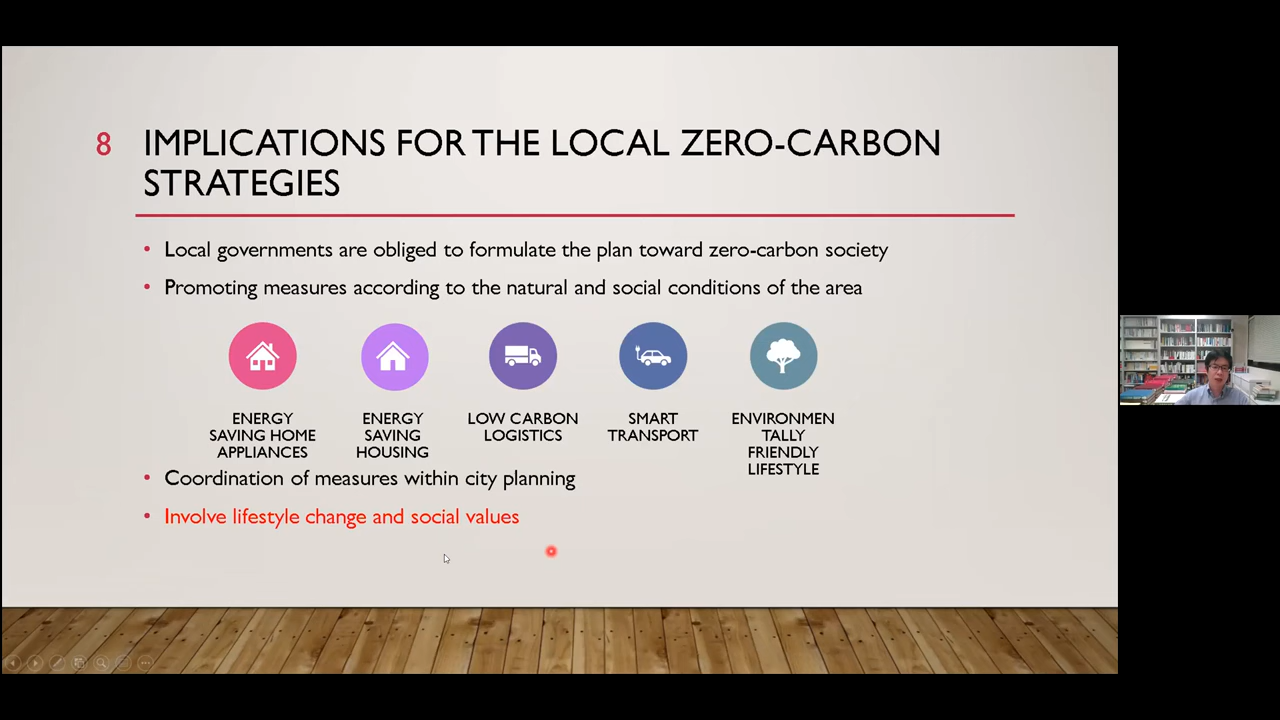 8
IMPLICATIONS FOR THE LOCAL ZERO-CARBON
STRATEGIES
• Local governments are obliged to formulate the plan toward zero-carbon society
• Promoting measures according to the natural and social conditions of the area
ENERGY
SAVING HOME
APPLIANCES
ENERGY
SAVING
HOUSING
LOW CARBON
LOGISTICS
SMART
TRANSPORT
ENVIRONMEN
TALLY
FRIENDLY
LIFESTYLE
• Coordination of measures within city planning
• Involve lifestyle change and social values